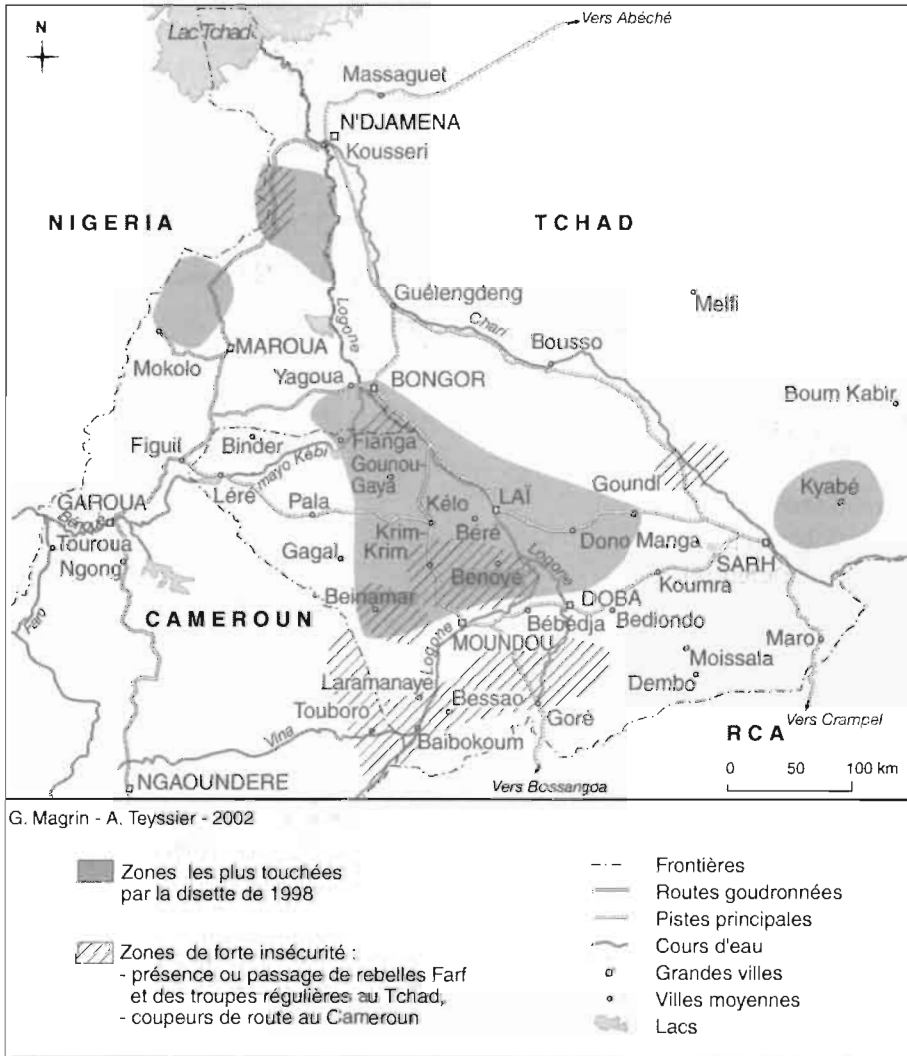 N
Lac Tchad
Vers Abéché
Massaguet
N'DJAMENA
Kousseri
NIGERIA
TCHAD
Guélengdeng
Melfi
Logone
Chari
Bousso
MAROUA
Mokolo
Yagoua
BONGOR
Boum Kabir
Figuil
Binder
Fianga
mayo Kébi
Gounou-
Gaya
Léré
Goundi
Kyabé
GAROUA
Bénoué
Pala
Kélo
LAÏ
Béré
Touroua
Krim-
Krim
Dono Manga
Ngong
Gagal
SARH
Benoye
Logone
Koumra
Faro
Beinamar
DOBA
CAMEROUN
Bébédja
Bediondo
MOUNDOU
Logone
Maro
Moissala
Laramanaye
Dembo
Bessao
Touboro
Goré
Vers Crampel
Vina
Baibokoum
RCA
NGAOUNDERE
Vers Bossangoa
0 50 100 km
G. Magrin - A. Teyssier - 2002
Zones les plus touchées
par la disette de 1998
Zones de forte insécurité :
- présence ou passage de rebelles Farf
et des troupes régulières au Tchad,
- coupeurs de route au Cameroun
Frontières
Routes goudronnées
Pistes principales
Cours d'eau
Grandes villes
Villes moyennes
Lacs